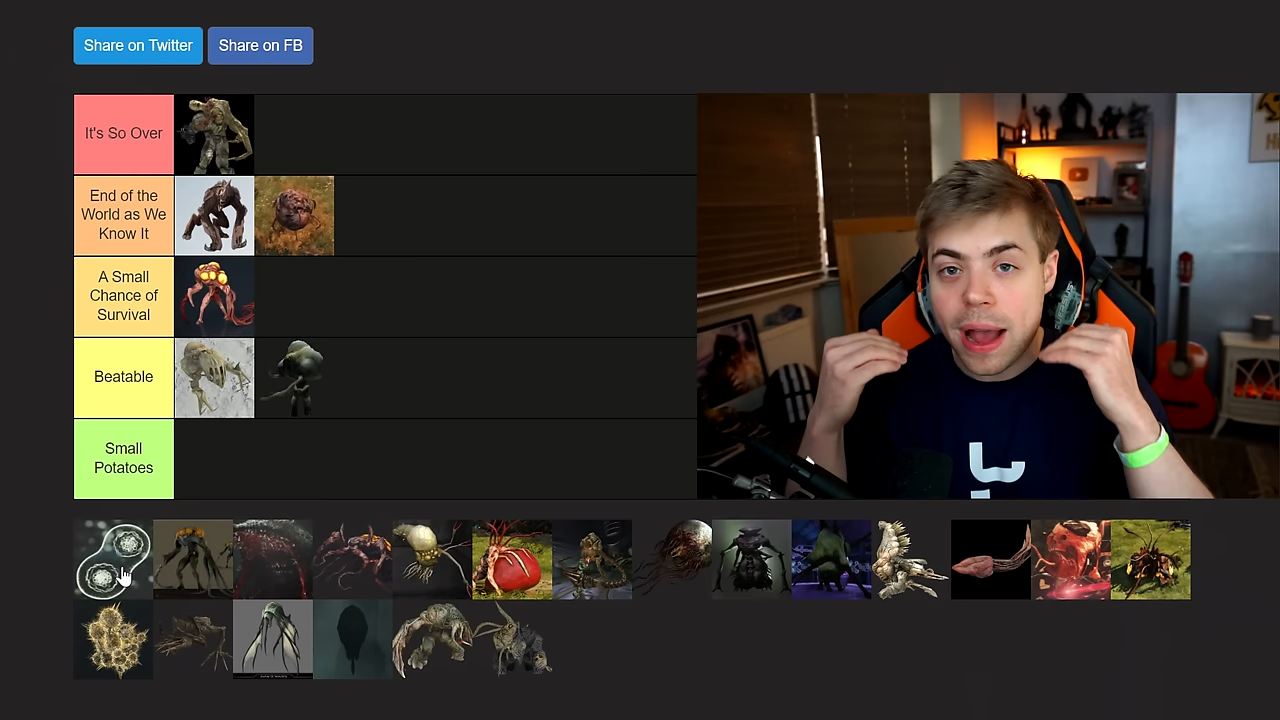 Share on Twitter
Share on FB
It's So Over
End of the
World as We
Know It
A Small
Chance of
Survival
Beatable
Small
Potatoes